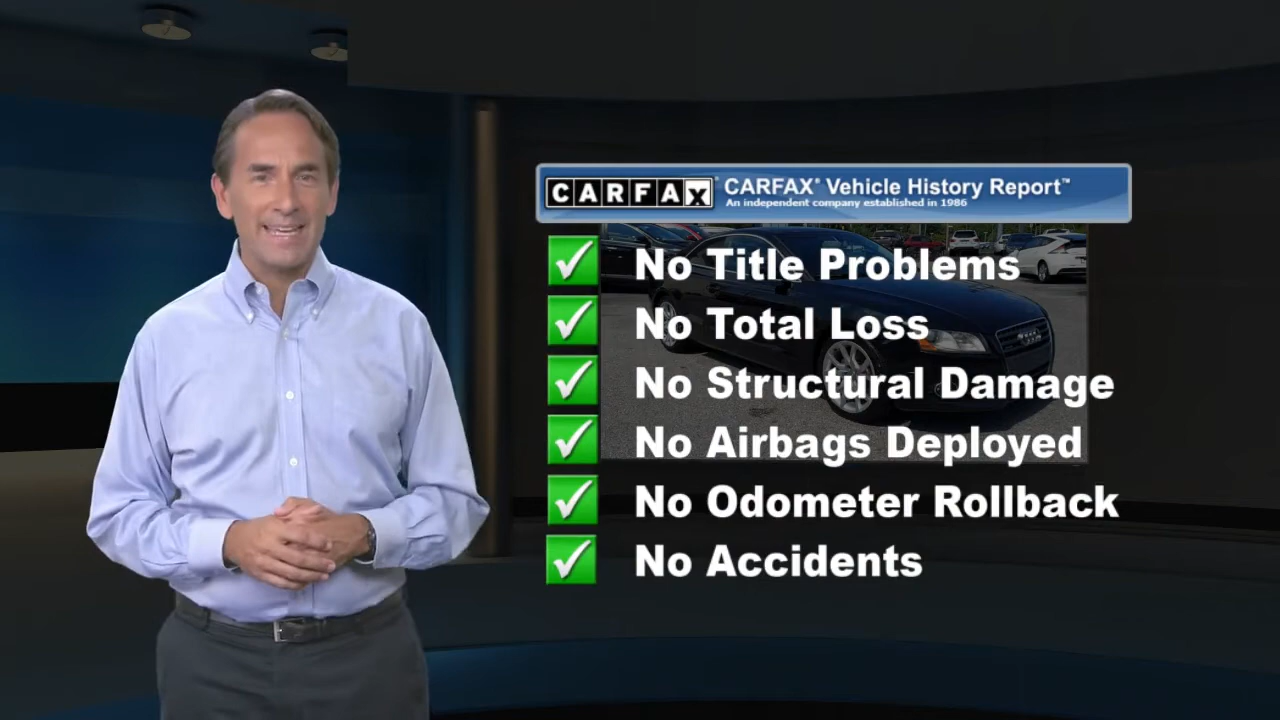 CARFAX® CARFAX® Vehicle History Report™
An independent company established in 1986
No Title Problems
No Total Loss
No Structural Damage
No Airbags Deployed
No Odometer Rollback
No Accidents